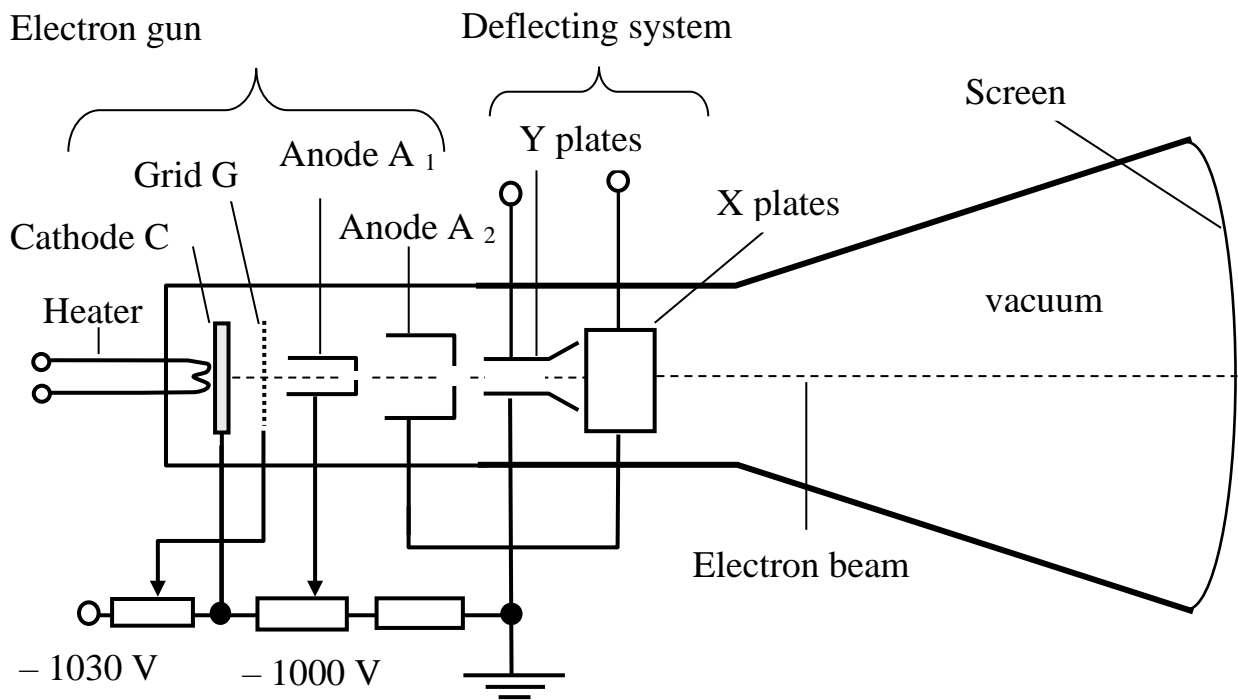 Electron gun
Deflecting system
Screen
Y plates
Anode A 1
Grid G
X plates
Anode A 2
Cathode C
vacuum
Heater
Electron beam
– 1030 V
– 1000 V